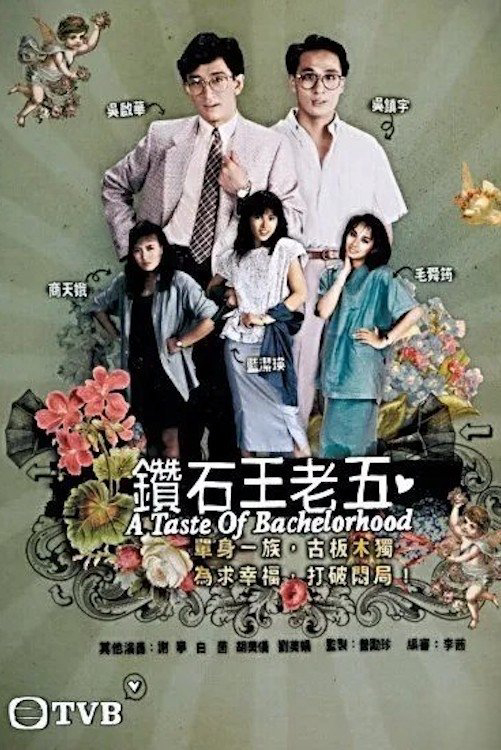 吳啟華
吳鎮宇
商天娥
毛舜筠
藍潔瑛
鑽石王老五
A Taste Of Bachelorhood
單身一族，古板木獨
為求幸福，打破悶局！
其他演員：謝寧 白茵 胡美儀 劉美娟 監製：曾勵珍 編審：李茜
TVB